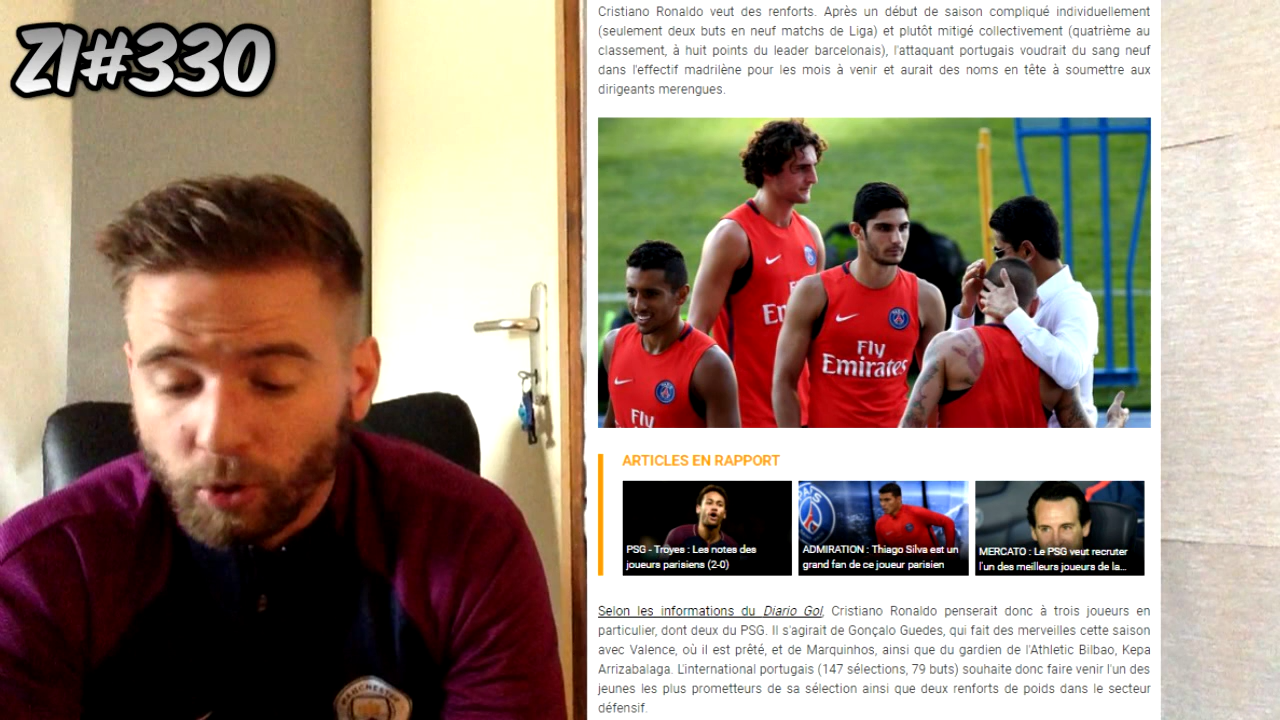 ZI#330
Cristiano Ronaldo veut des renforts. Après un début de saison compliqué individuellement
(seulement deux buts en neuf matchs de Liga) et plutôt mitigé collectivement (quatrième au
classement, à huit points du leader barcelonais), l'attaquant portugais voudrait du sang neuf
dans l'effectif madrilène pour les mois à venir et aurait des noms en tête à soumettre aux
dirigeants merengues.
Fly
Emirates
Fly
Em
ARTICLES EN RAPPORT
PARIS
PSG - Troyes : Les notes des
joueurs parisiens (2-0)
ADMIRATION : Thiago Silva est un
grand fan de ce joueur parisien
MERCATO : Le PSG veut recruter
l'un des meilleurs joueurs de la...
Selon les informations du Diario Gol, Cristiano Ronaldo penserait donc à trois joueurs en
particulier, dont deux du PSG. Il s'agirait de Gonçalo Guedes, qui fait des merveilles cette saison
avec Valence, où il est prêté, et de Marquinhos, ainsi que du gardien de l'Athletic Bilbao, Kepa
Arrizabalaga. L'international portugais (147 sélections, 79 buts) souhaite donc faire venir l'un des
jeunes les plus prometteurs de sa sélection ainsi que deux renforts de poids dans le secteur
défensif.
MANCHESTER